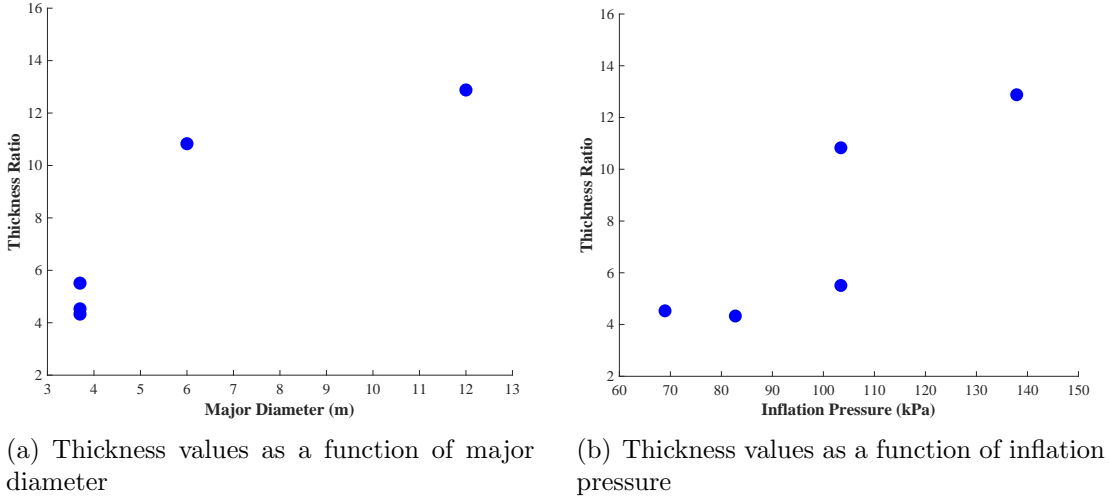 16
14
12
10
8
6
4
2
Thickness Ratio
3 4 5 6 7 8 9 10 11 12 13
Major Diameter (m)
16
14
12
10
8
6
4
2
Thickness Ratio
60 70 80 90 100 110 120 130 140 150
Inflation Pressure (kPa)
(a) Thickness values as a function of major
diameter
(b) Thickness values as a function of inflation
pressure